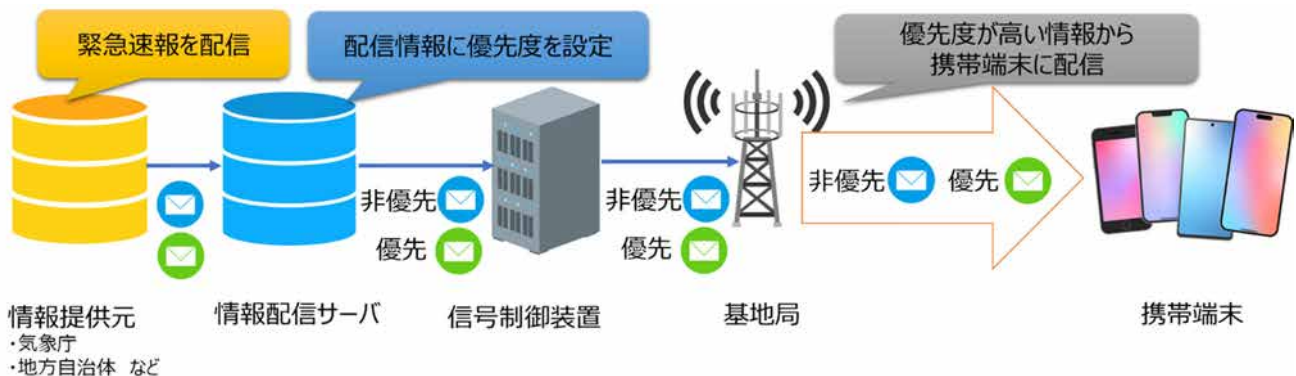 緊急速報を配信
配信情報に優先度を設定
優先度が高い情報から
携帯端末に配信
非優先
優先
非優先
優先
非優先
優先
情報提供元
・気象庁
・地方自治体 など
情報配信サーバ
信号制御装置
基地局
携帯端末